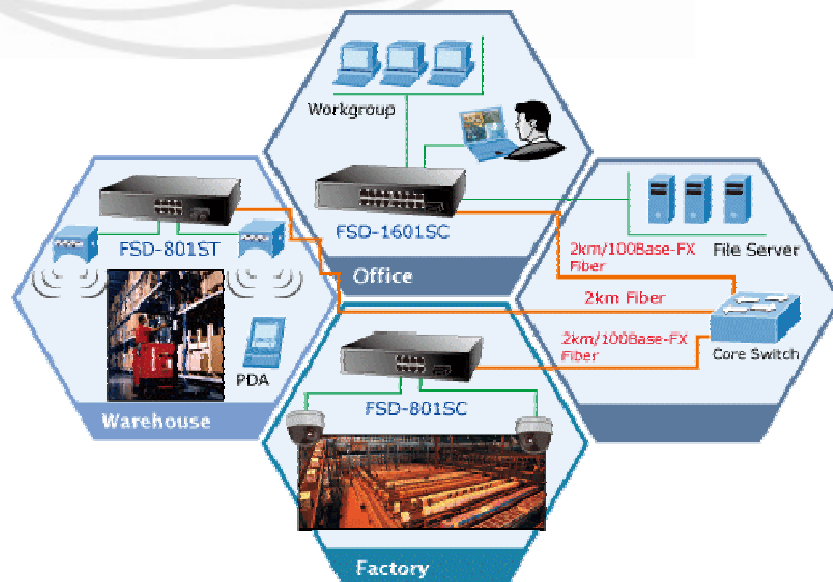 Workgroup
FSD-1601SC
Office
FSD-801ST
PDA
Warehouse
File Server
2km/100Base-FX
Fiber
2km Fiber
2km/100Base-FX
Fiber
Core Switch
FSD-801SC
Factory